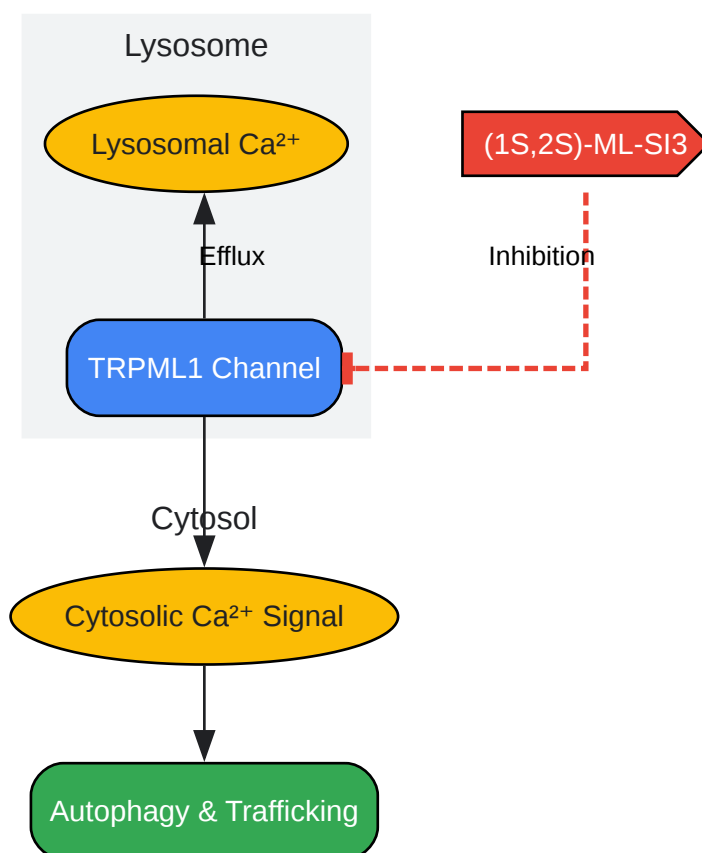 Lysosome
Lysosomal Ca²⁺
(1S,2S)-ML-SI3
Efflux
Inhibition
TRPML1 Channel
Cytosol
Cytosolic Ca²⁺ Signal
Autophagy & Trafficking